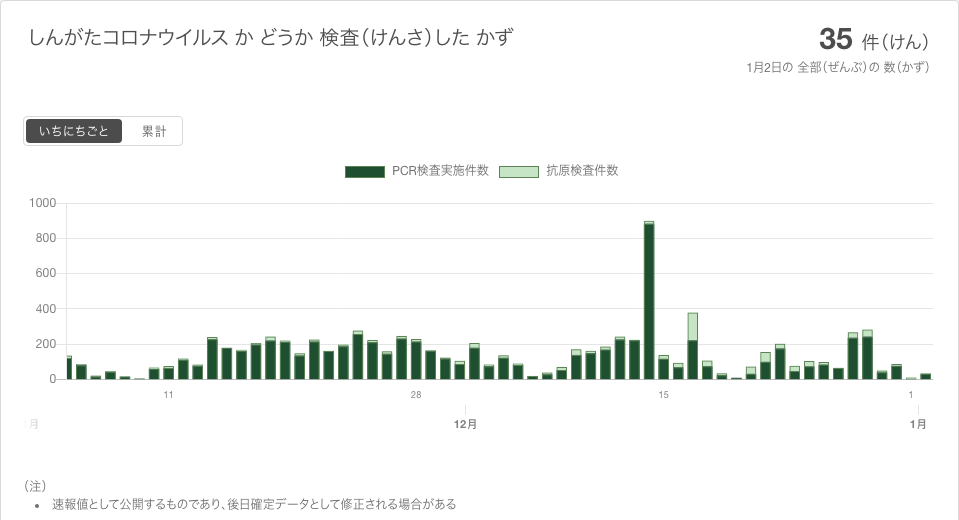 しんがたコロナウイルス か どうか 検査(けんさ)した かず
35 件(けん)
1月2日の 全部(ぜんぶ)の 数(かず)
いちにちごと 累計
PCR検査実施件数 抗原検査件数
1000
800
600
400
200
0
11 28 15 1
月 12月 1月
(注)
• 速報値として公開するものであり、後日確定データとして修正される場合がある